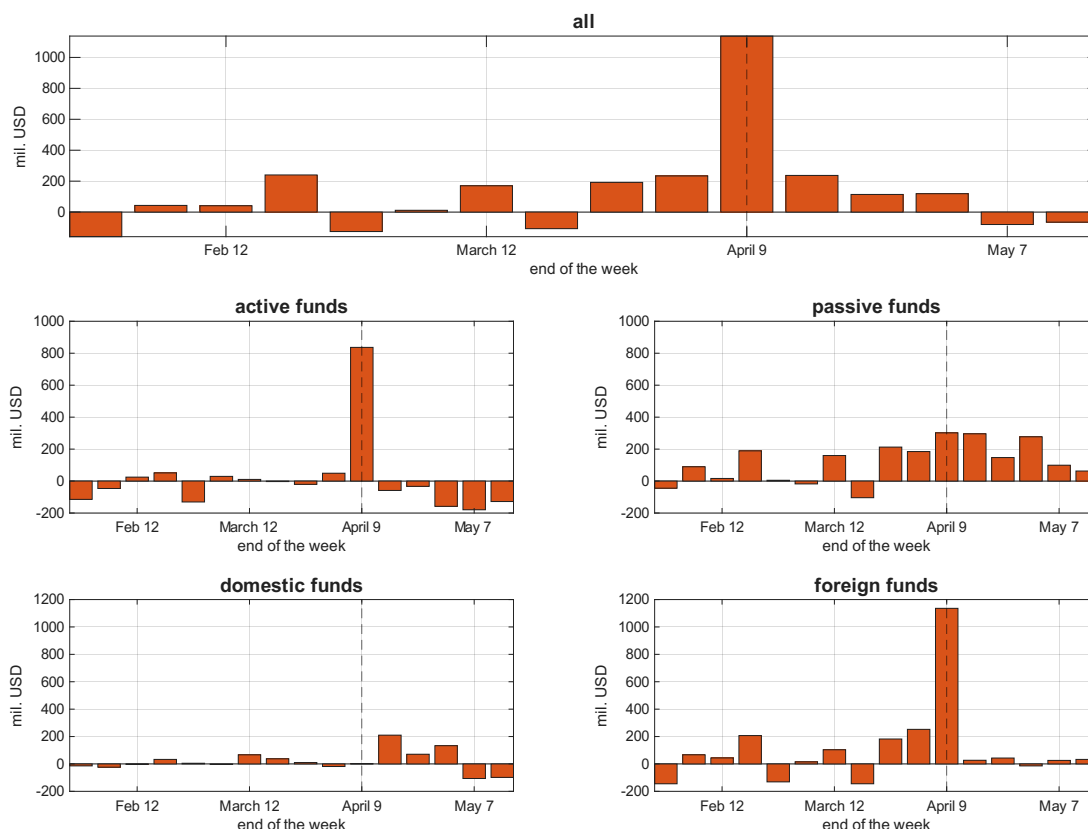 all
mil. USD
1000
800
600
400
200
0
Feb 12
March 12
April 9
May 7
end of the week
active funds
mil. USD
1000
800
600
400
200
0
-200
Feb 12
March 12
April 9
May 7
end of the week
passive funds
mil. USD
1000
800
600
400
200
0
-200
Feb 12
March 12
April 9
May 7
end of the week
domestic funds
mil. USD
1200
1000
800
600
400
200
0
-200
Feb 12
March 12
April 9
May 7
end of the week
foreign funds
mil. USD
1200
1000
800
600
400
200
0
-200
Feb 12
March 12
April 9
May 7
end of the week